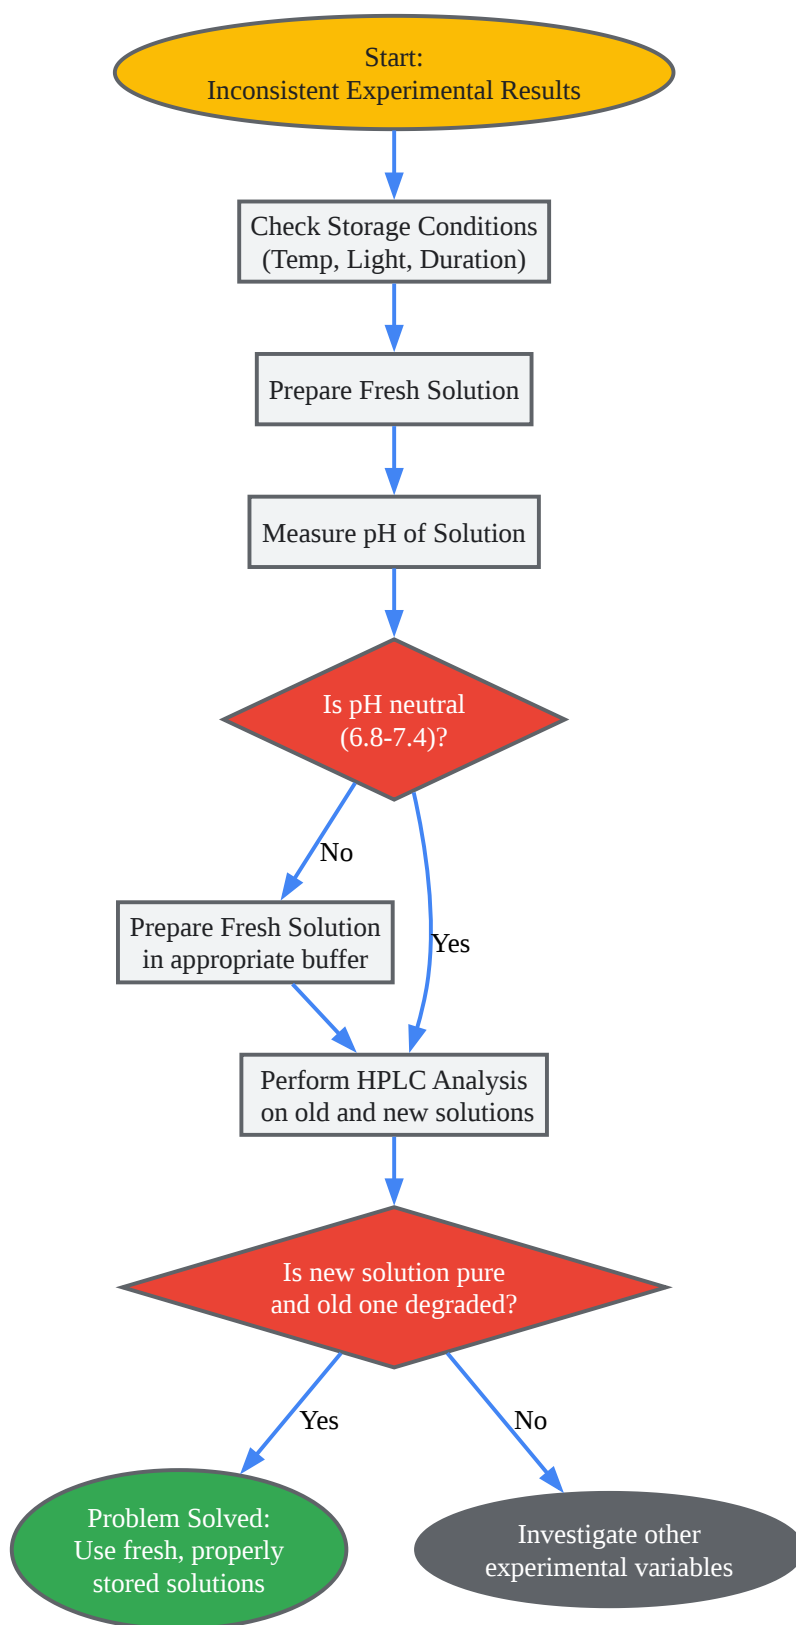 Start:
Inconsistent Experimental Results
Check Storage Conditions
(Temp, Light, Duration)
Prepare Fresh Solution
Measure pH of Solution
Is pH neutral
(6.8-7.4)?
No
Prepare Fresh Solution
in appropriate buffer
Yes
Perform HPLC Analysis
on old and new solutions
Is new solution pure
and old one degraded?
Yes
No
Problem Solved:
Use fresh, properly
stored solutions
Investigate other
experimental variables